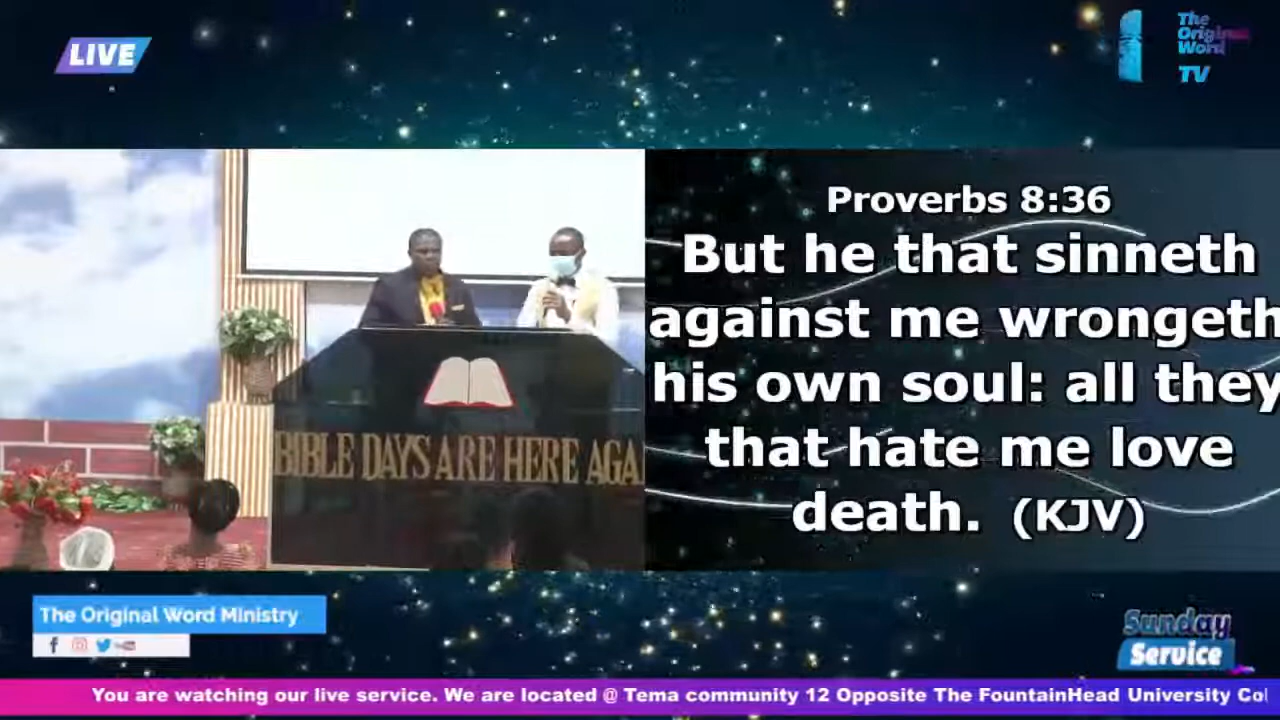 LIVE
The
Original
Word
TV
Proverbs 8:36
But he that sinneth
against me wrongeth
his own soul: all they
that hate me love
death. (KJV)
BIBLE DAYS ARE HERE AGA
The Original Word Ministry
Sunday
Service
You are watching our live service. We are located @ Tema community 12 Opposite The FountainHead University Col